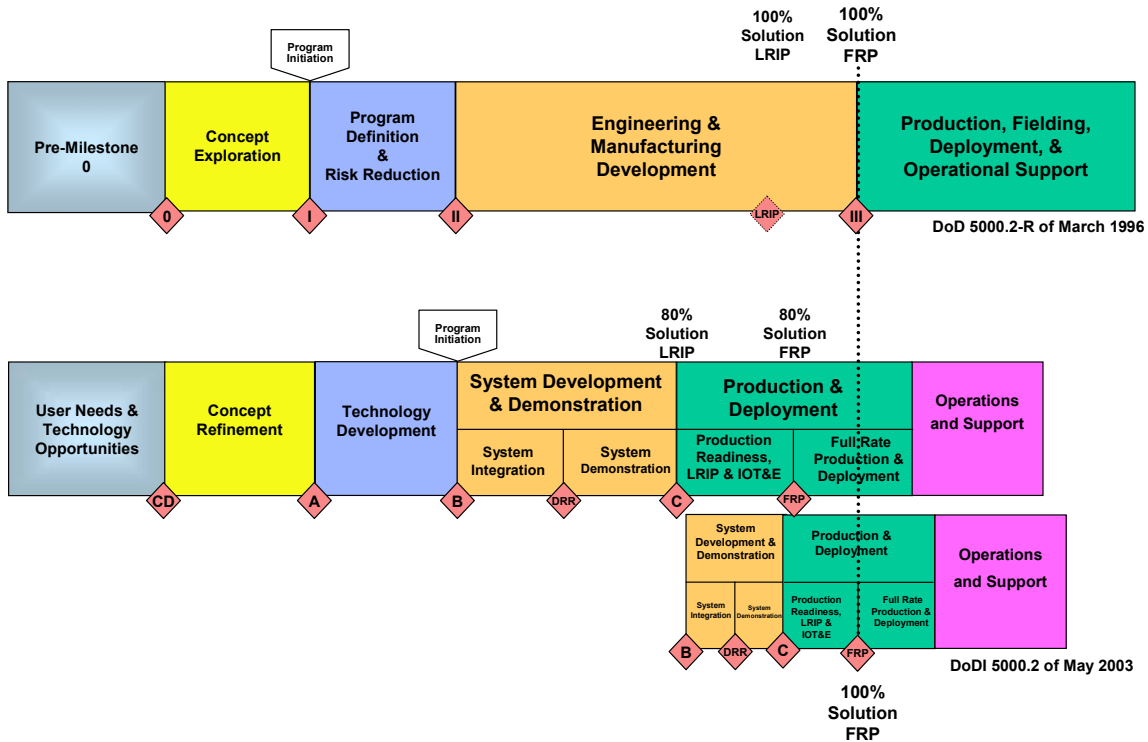 100%
Solution
LRIP
100%
Solution
FRP
Program
Initiation
Pre-Milestone
0
Concept
Exploration
Program
Definition
&
Risk Reduction
Engineering &
Manufacturing
Development
Production, Fielding,
Deployment, &
Operational Support
0
I
II
LRIP
III
DoD 5000.2-R of March 1996
Program
Initiation
80%
Solution
LRIP
80%
Solution
FRP
User Needs &
Technology
Opportunities
Concept
Refinement
Technology
Development
System Development
& Demonstration
System
Integration
System
Demonstration
Production &
Deployment
Production
Readiness,
LRIP & IOT&E
Full Rate
Production &
Deployment
Operations
and Support
CD
A
B
DRR
C
FRP
System
Development &
Demonstration
System
Integration
System
Demonstration
Production &
Deployment
Production
Readiness,
LRIP &
IOT&E
Full Rate
Production &
Deployment
Operations
and Support
B
DRR
C
FRP
DoDI 5000.2 of May 2003
100%
Solution
FRP